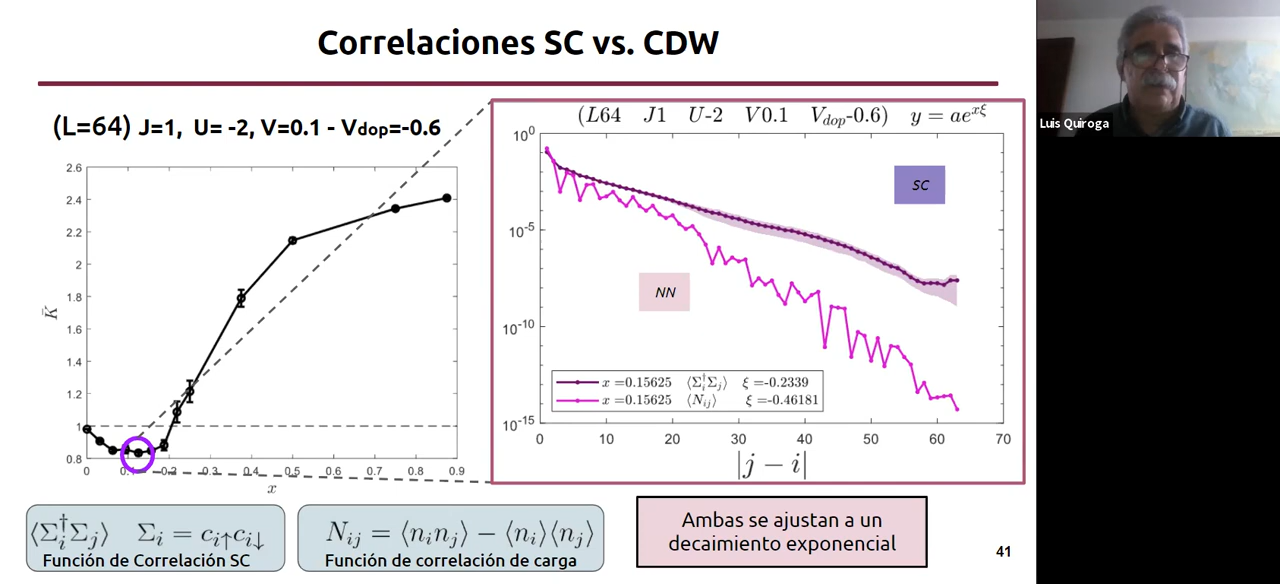 Correlaciones SC vs. CDW
Luis Quiroga
(L=64) J=1, U= -2, V=0.1 - Vdop=-0.6
2.6
2.4
2.2
2
1.8
1.6
1.4
1.2
1
0.8
K̄
0 0.1 0.2 0.3 0.4 0.5 0.6 0.7 0.8 0.9
x
(L64 J1 U-2 V0.1 V_dop-0.6) y = ae^{xξ}
10^0
10^-5
10^-10
10^-15
SC
NN
x =0.15625 ⟨Σ_i^†Σ_j⟩ ξ =-0.2339
x =0.15625 ⟨N_ij⟩ ξ =-0.46181
0 10 20 30 40 50 60 70
|j − i|
⟨Σ_i^†Σ_j⟩ Σ_i = c_i↑c_i↓
Función de Correlación SC
N_ij = ⟨n_i n_j⟩ − ⟨n_i⟩⟨n_j⟩
Función de correlación de carga
Ambas se ajustan a un
decaimiento exponencial
41